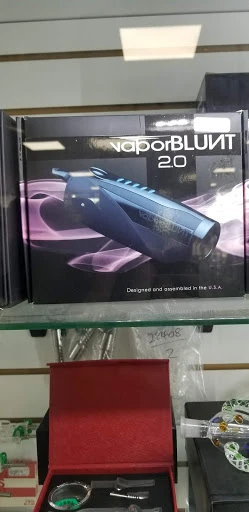 vaporBLUNT
2.0
Designed and assembled in the U.S.A.